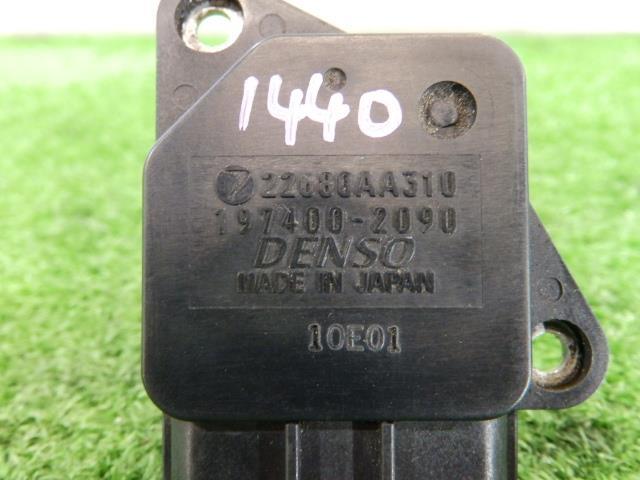 1440
22680AA310
197400-2090
DENSO
MADE IN JAPAN
10E01